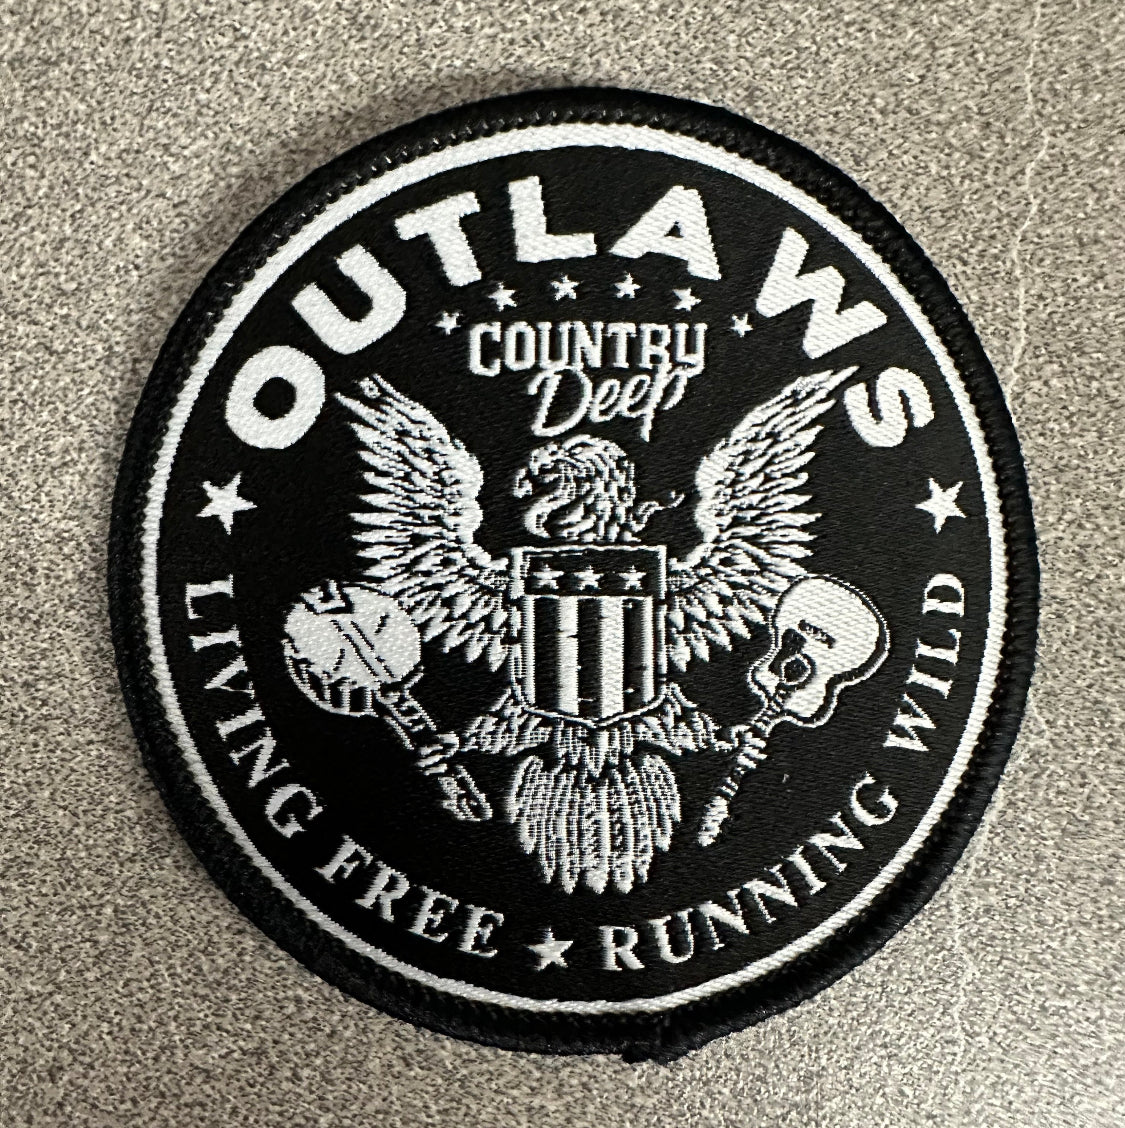 OUTLAWS
COUNTRY
Deep
LIVING FREE ★ RUNNING WILD